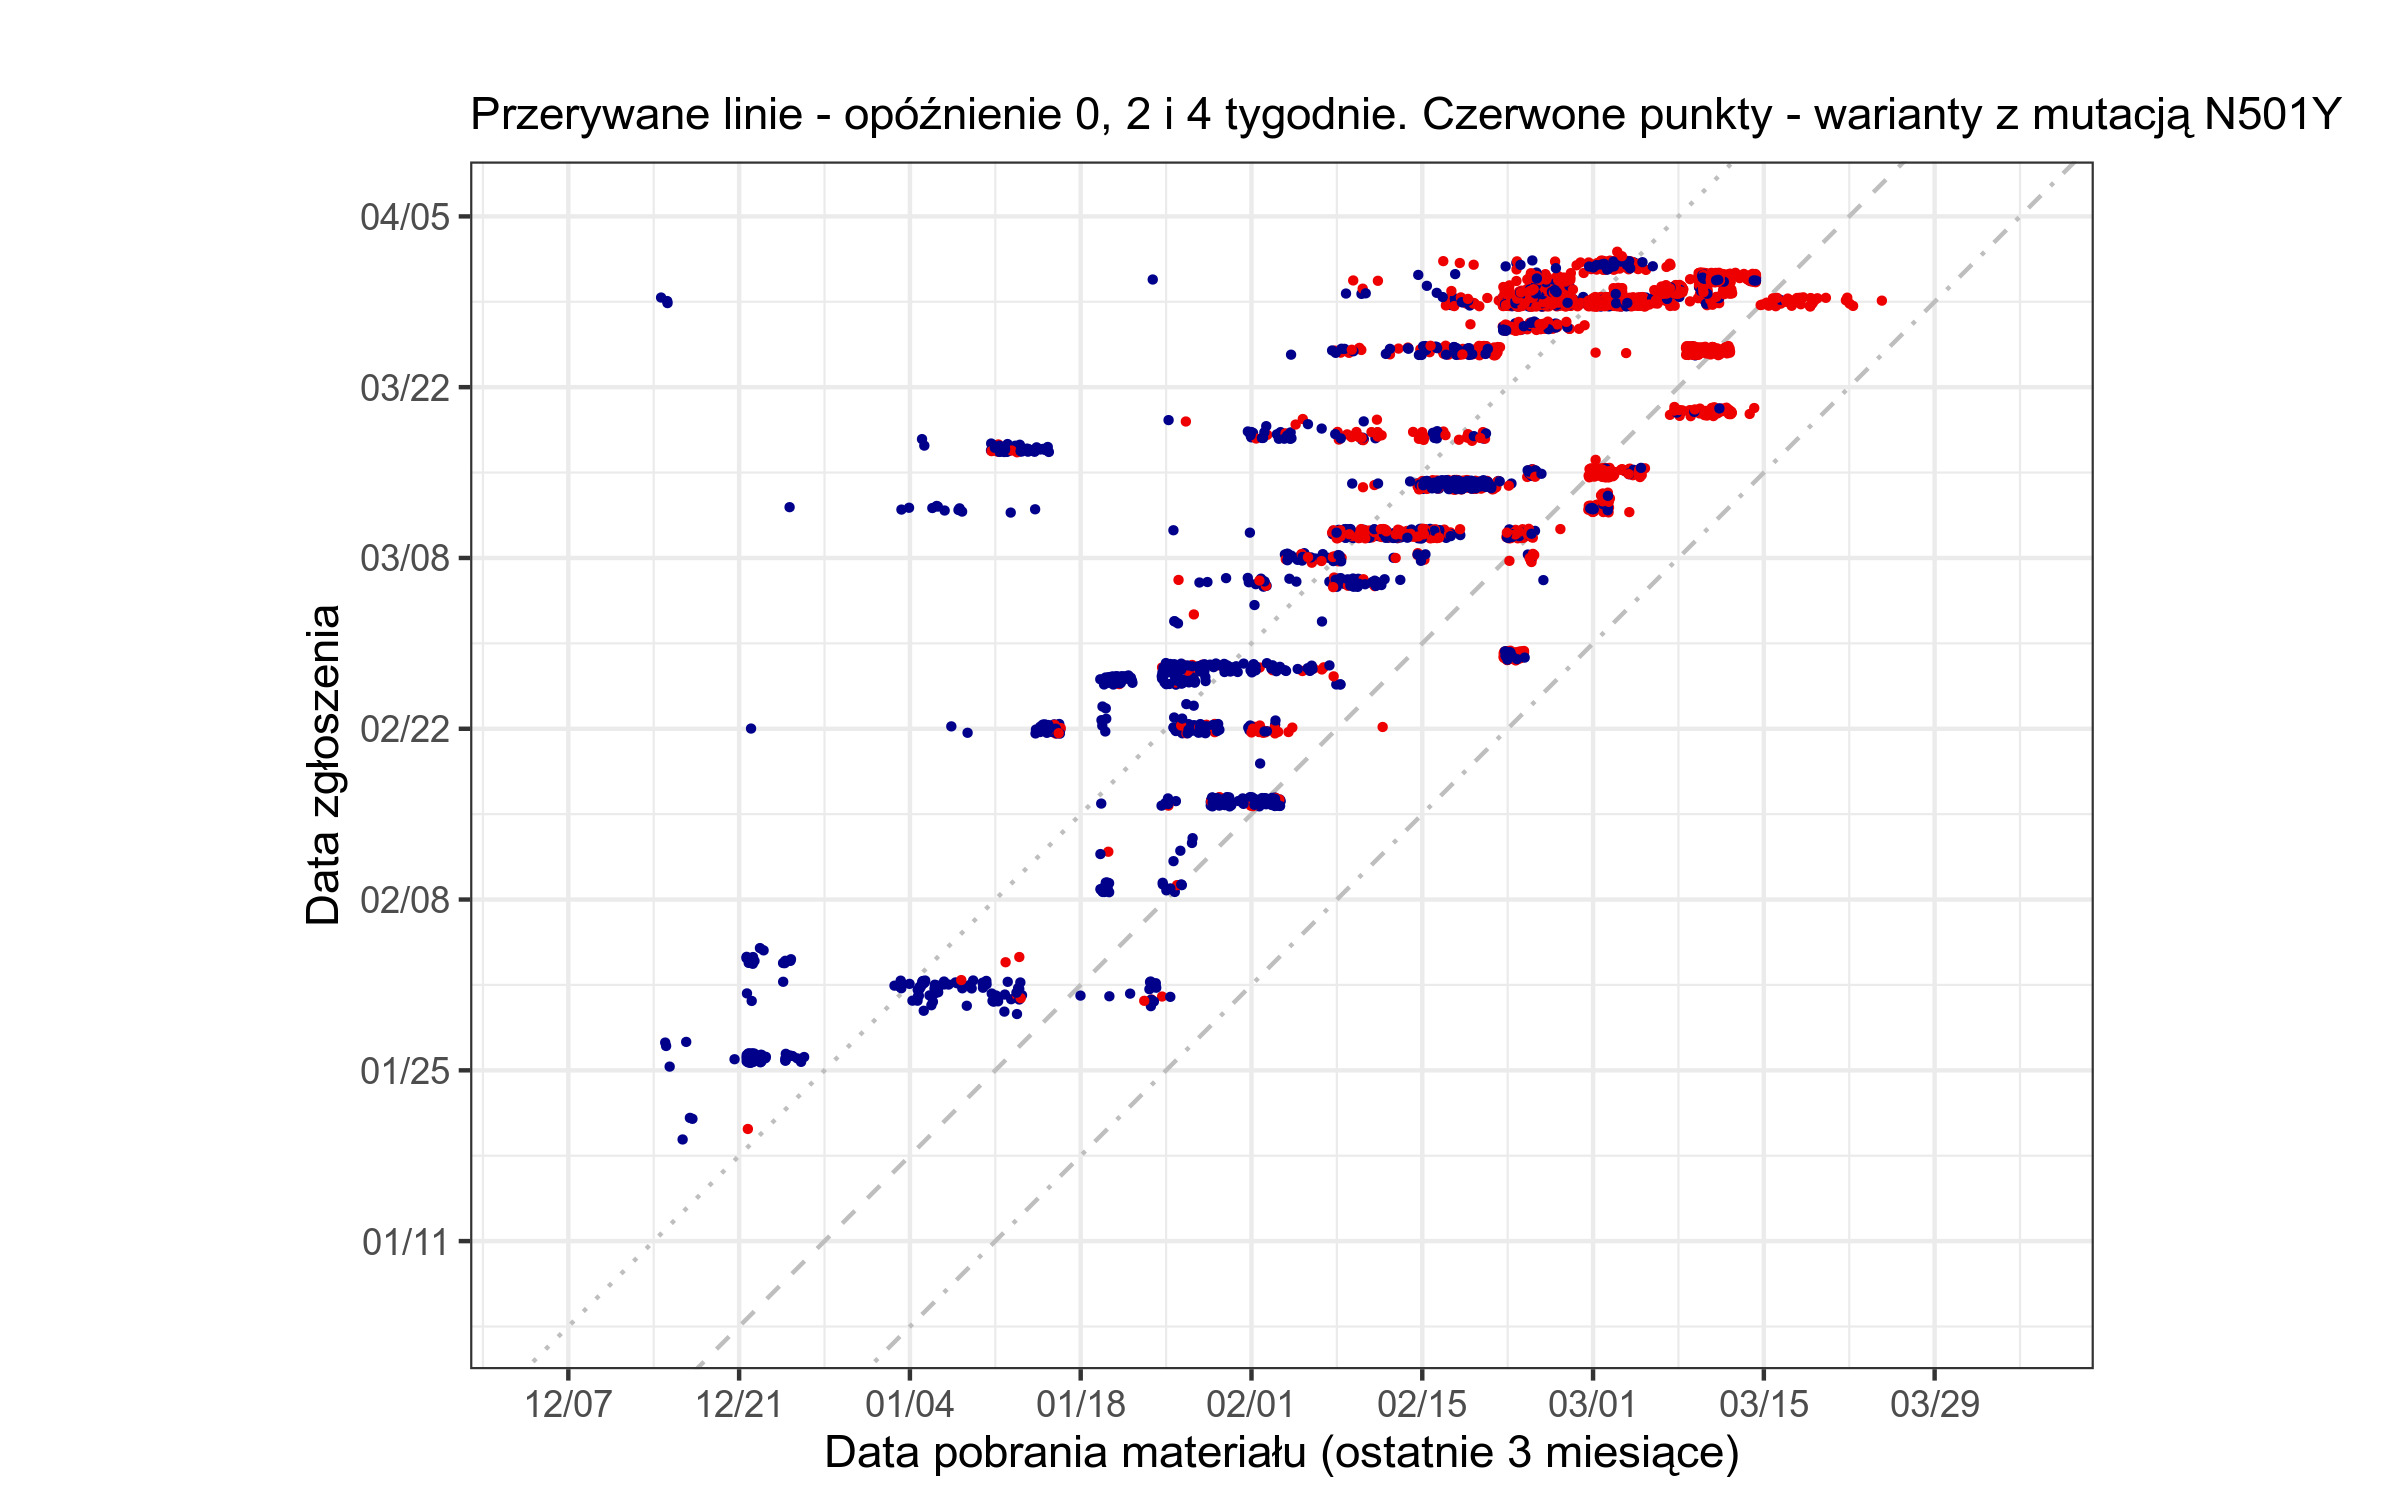 Przerywane linie - opóźnienie 0, 2 i 4 tygodnie. Czerwone punkty - warianty z mutacją N501Y
04/05
03/22
03/08
02/22
02/08
01/25
01/11
Data zgłoszenia
12/07 12/21 01/04 01/18 02/01 02/15 03/01 03/15 03/29
Data pobrania materiału (ostatnie 3 miesiące)